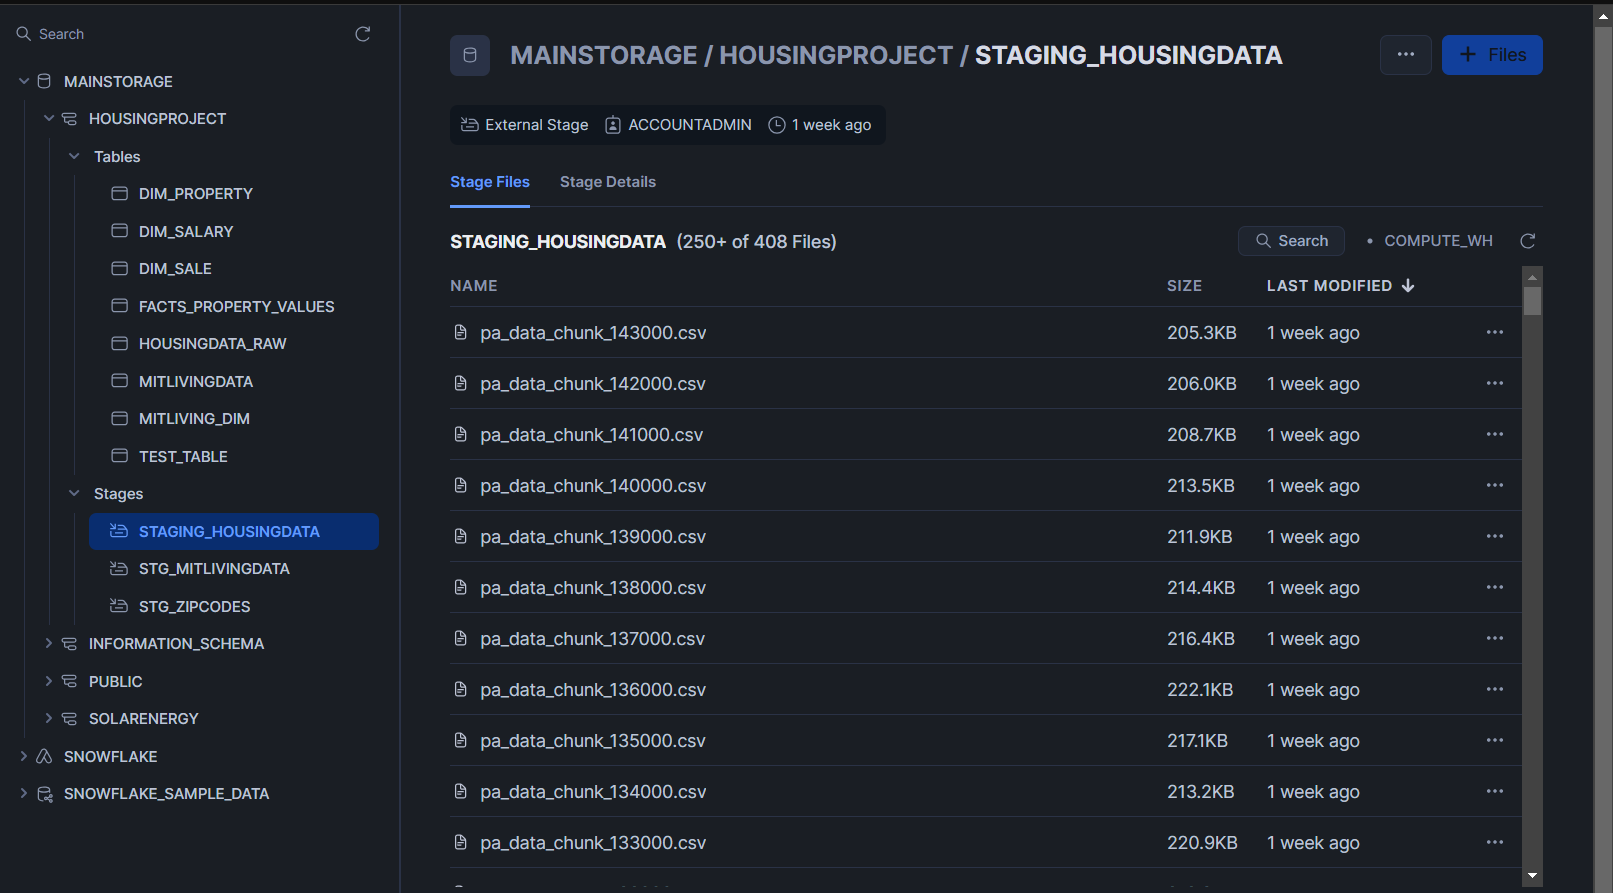 Search
MAINSTORAGE
HOUSINGPROJECT
Tables
DIM_PROPERTY
DIM_SALARY
DIM_SALE
FACTS_PROPERTY_VALUES
HOUSINGDATA_RAW
MITLIVINGDATA
MITLIVING_DIM
TEST_TABLE
Stages
STAGING_HOUSINGDATA
STG_MITLIVINGDATA
STG_ZIPCODES
INFORMATION_SCHEMA
PUBLIC
SOLARENERGY
SNOWFLAKE
SNOWFLAKE_SAMPLE_DATA
MAINSTORAGE / HOUSINGPROJECT / STAGING_HOUSINGDATA
... + Files
External Stage ACCOUNTADMIN 1 week ago
Stage Files Stage Details
STAGING_HOUSINGDATA (250+ of 408 Files) Search • COMPUTE_WH
NAME SIZE LAST MODIFIED ↓
pa_data_chunk_143000.csv 205.3KB 1 week ago ...
pa_data_chunk_142000.csv 206.0KB 1 week ago ...
pa_data_chunk_141000.csv 208.7KB 1 week ago ...
pa_data_chunk_140000.csv 213.5KB 1 week ago ...
pa_data_chunk_139000.csv 211.9KB 1 week ago ...
pa_data_chunk_138000.csv 214.4KB 1 week ago ...
pa_data_chunk_137000.csv 216.4KB 1 week ago ...
pa_data_chunk_136000.csv 222.1KB 1 week ago ...
pa_data_chunk_135000.csv 217.1KB 1 week ago ...
pa_data_chunk_134000.csv 213.2KB 1 week ago ...
pa_data_chunk_133000.csv 220.9KB 1 week ago ...